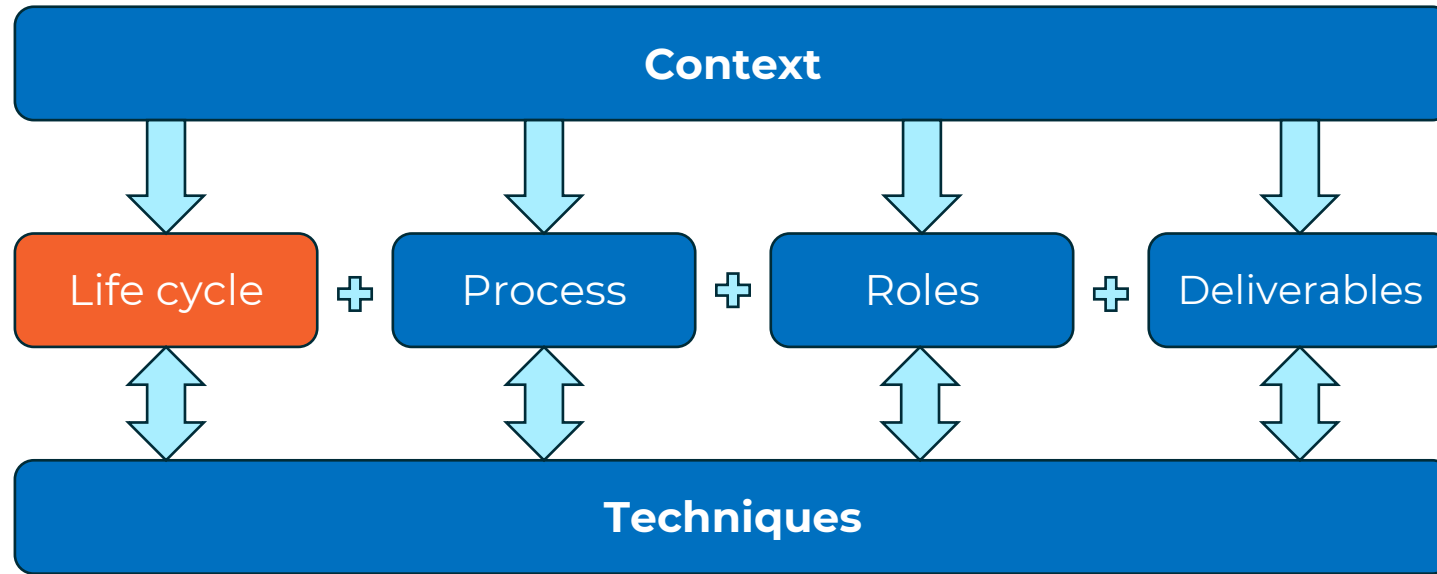 Context
Life cycle
Process
Roles
Deliverables
Techniques